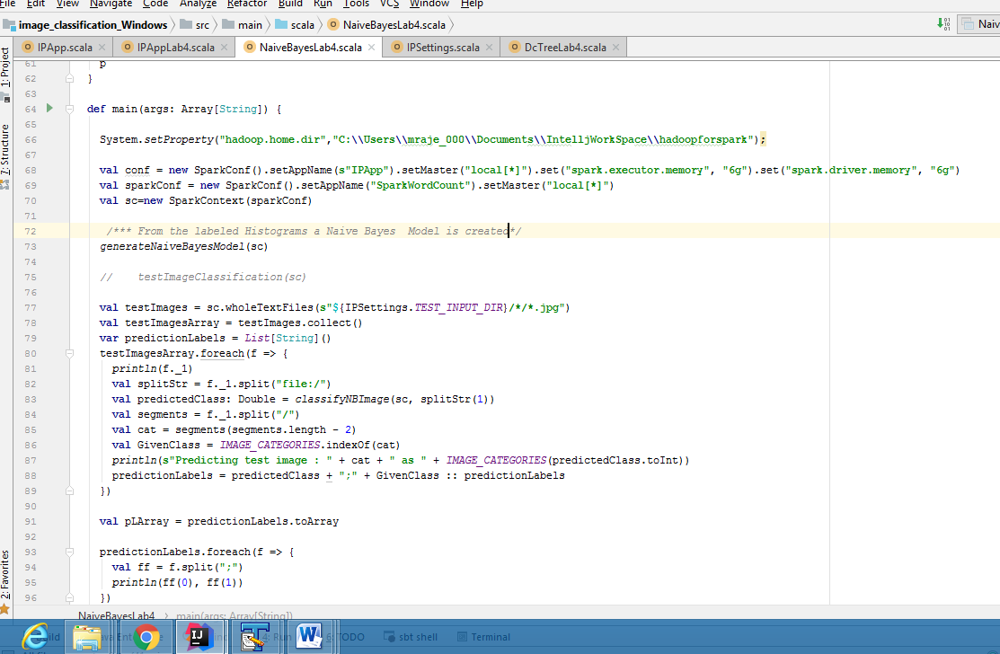 File Edit View Navigate Code Analyze Refactor Build Run Tools VCS Window Help
image_classification_Windows src main scala NaiveBayesLab4.scala Naiv
IPApp.scala IPAppLab4.scala NaiveBayesLab4.scala IPSettings.scala DcTreeLab4.scala
1: Project
7: Structure
2: Favorites
61 p
62 }
63
64 def main(args: Array[String]) {
65
66 System.setProperty("hadoop.home.dir","C:\\Users\\mraje_000\\Documents\\IntelljWorkSpace\\hadoopforspark");
67
68 val conf = new SparkConf().setAppName(s"IPApp").setMaster("local[*]").set("spark.executor.memory", "6g").set("spark.driver.memory", "6g")
69 val sparkConf = new SparkConf().setAppName("SparkWordCount").setMaster("local[*]")
70 val sc=new SparkContext(sparkConf)
71
72 /*** From the labeled Histograms a Naive Bayes  Model is created*/
73 generateNaiveBayesModel(sc)
74
75 //    testImageClassification(sc)
76
77 val testImages = sc.wholeTextFiles(s"${IPSettings.TEST_INPUT_DIR}/*/*.jpg")
78 val testImagesArray = testImages.collect()
79 var predictionLabels = List[String]()
80 testImagesArray.foreach(f => {
81 println(f._1)
82 val splitStr = f._1.split("file:/")
83 val predictedClass: Double = classifyNBImage(sc, splitStr(1))
84 val segments = f._1.split("/")
85 val cat = segments(segments.length - 2)
86 val GivenClass = IMAGE_CATEGORIES.indexOf(cat)
87 println(s"Predicting test image : " + cat + " as " + IMAGE_CATEGORIES(predictedClass.toInt))
88 predictionLabels = predictedClass + ";" + GivenClass :: predictionLabels
89 })
90
91 val pLArray = predictionLabels.toArray
92
93 predictionLabels.foreach(f => {
94 val ff = f.split(";")
95 println(ff(0), ff(1))
96 })
NaiveBayesLab4 main(args: Array[String])
TODO sbt shell Terminal